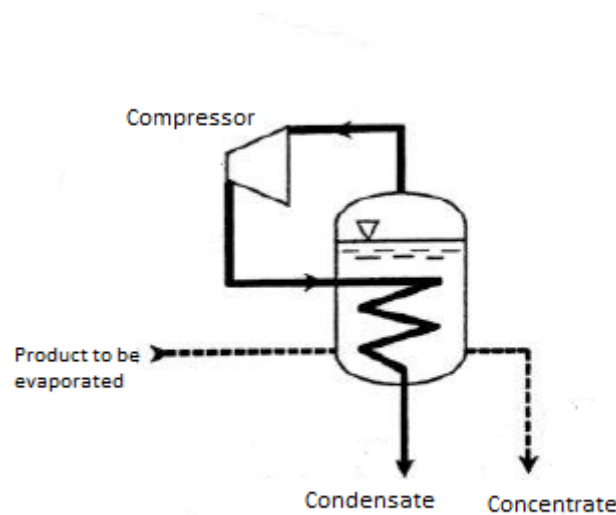 Compressor
Product to be
evaporated
Condensate
Concentrate